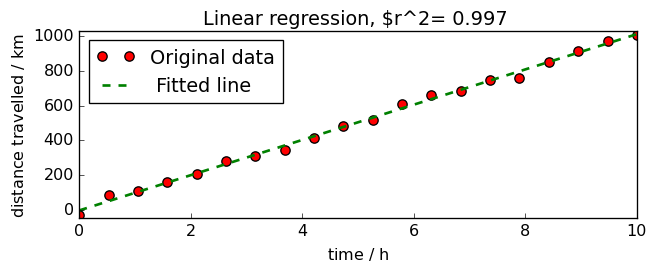 Linear regression, $r^2= 0.997
distance travelled / km
1000
800
600
400
200
0
Original data
Fitted line
0 2 4 6 8 10
time / h